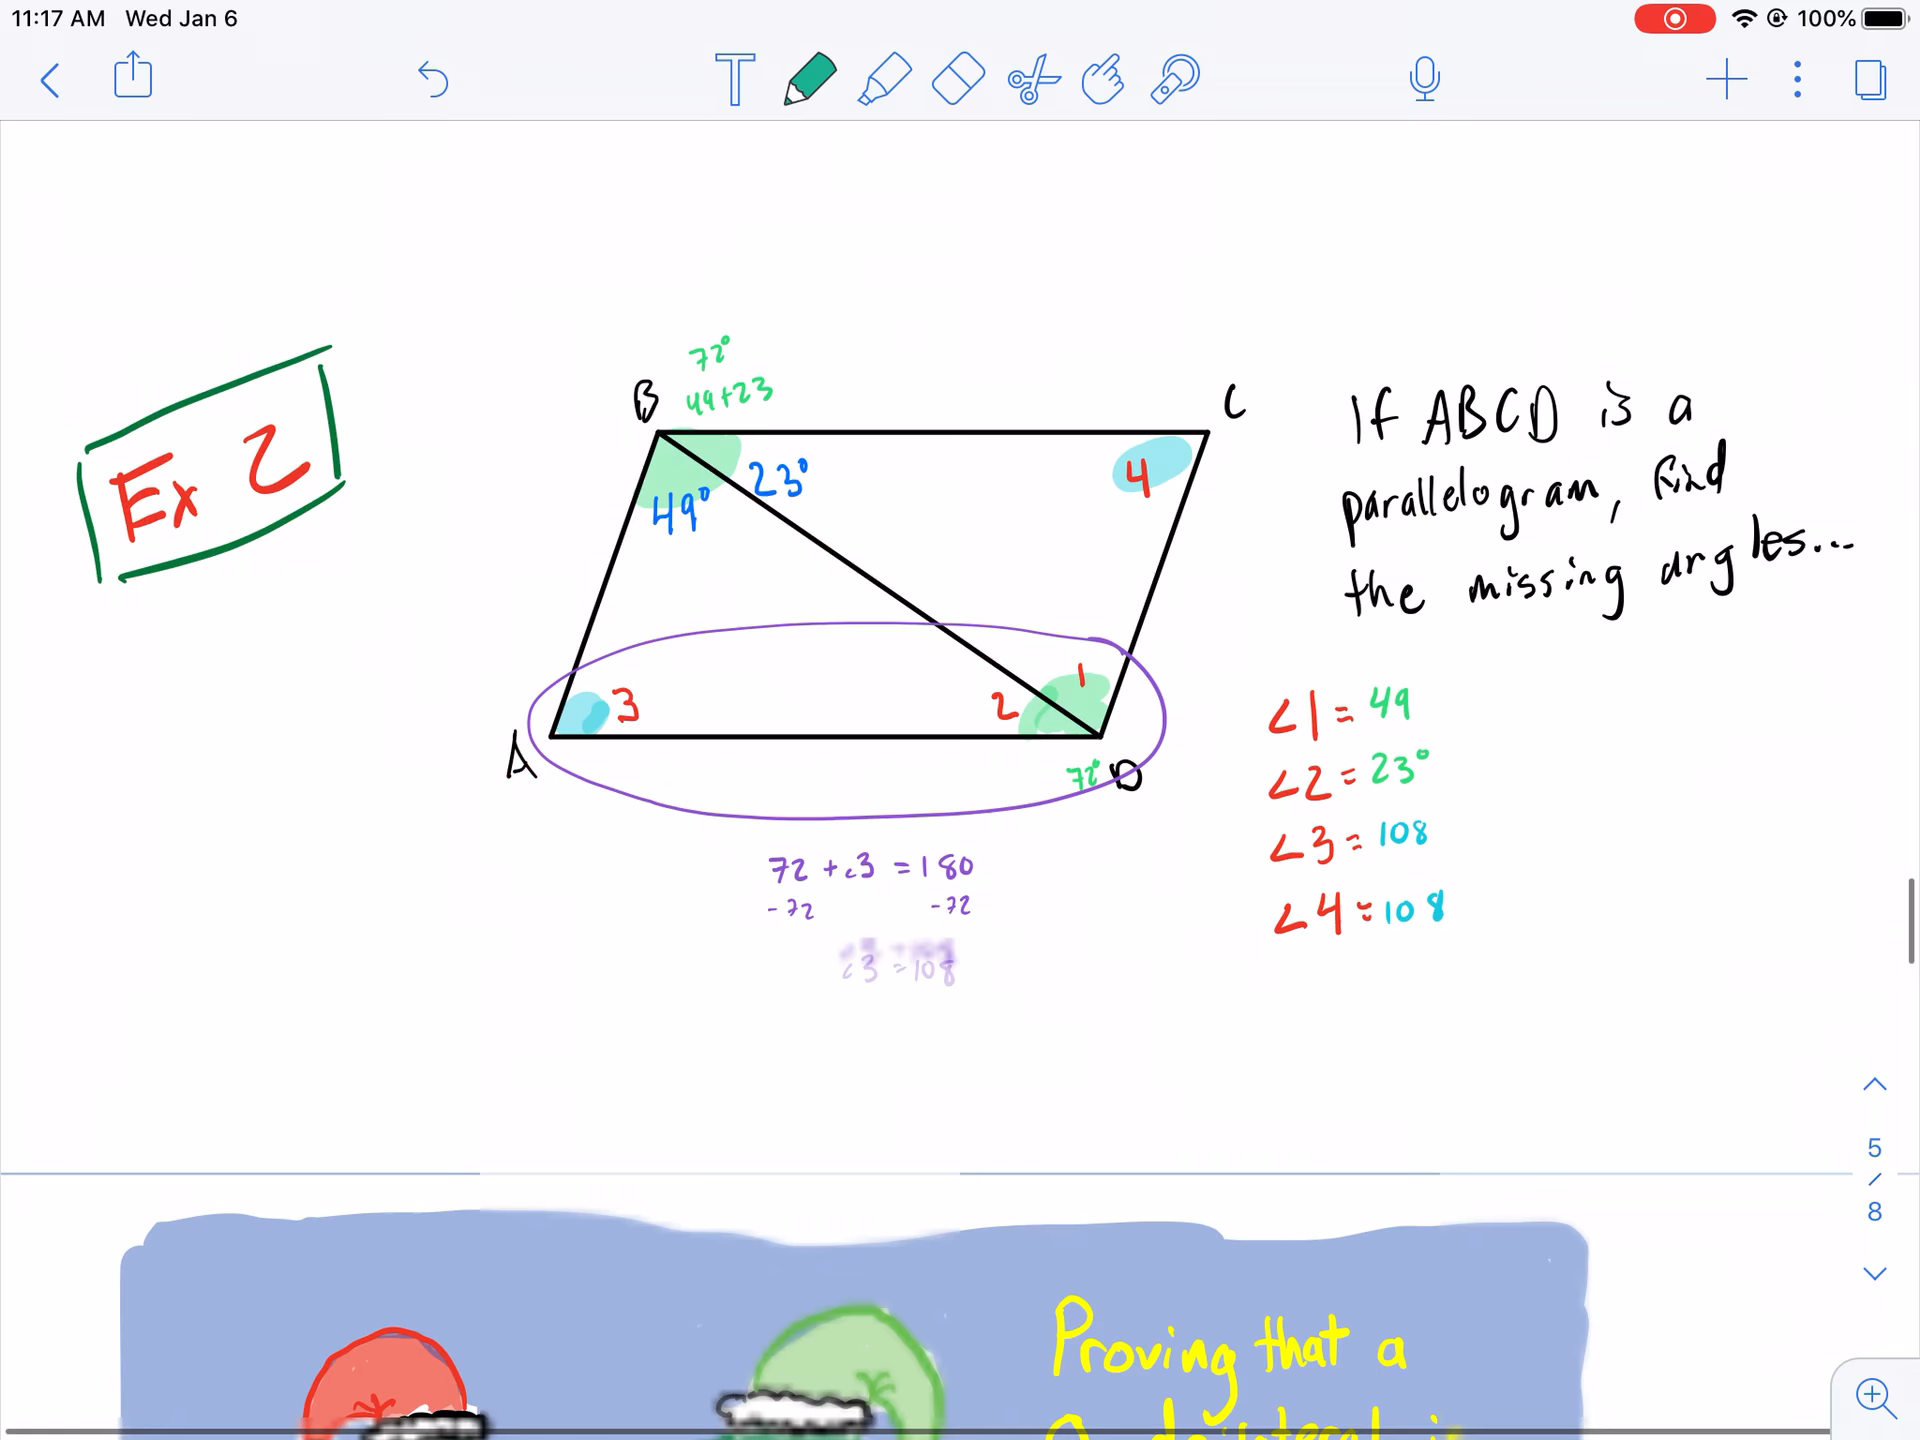 11:17 AM Wed Jan 6
100%
T
Ex 2
72°
49+23
B
C
49°
23°
4
3
2
1
A
72°
D
72 + ∠3 = 180
-72 -72
∠3 = 108
If ABCD is a
parallelogram, find
the missing angles...
∠1 = 49
∠2 = 23°
∠3 = 108
∠4 = 108
5
/
8
Proving that a